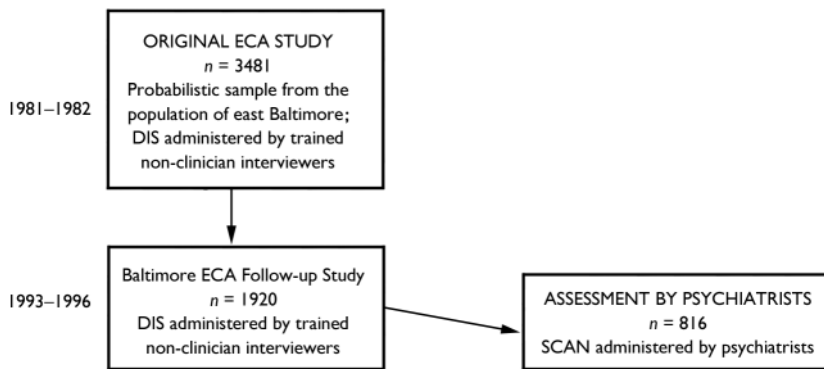 ORIGINAL ECA STUDY
n = 3481
Probabilistic sample from the
population of east Baltimore;
DIS administered by trained
non-clinician interviewers
1981–1982
Baltimore ECA Follow-up Study
n = 1920
DIS administered by trained
non-clinician interviewers
1993–1996
ASSESSMENT BY PSYCHIATRISTS
n = 816
SCAN administered by psychiatrists